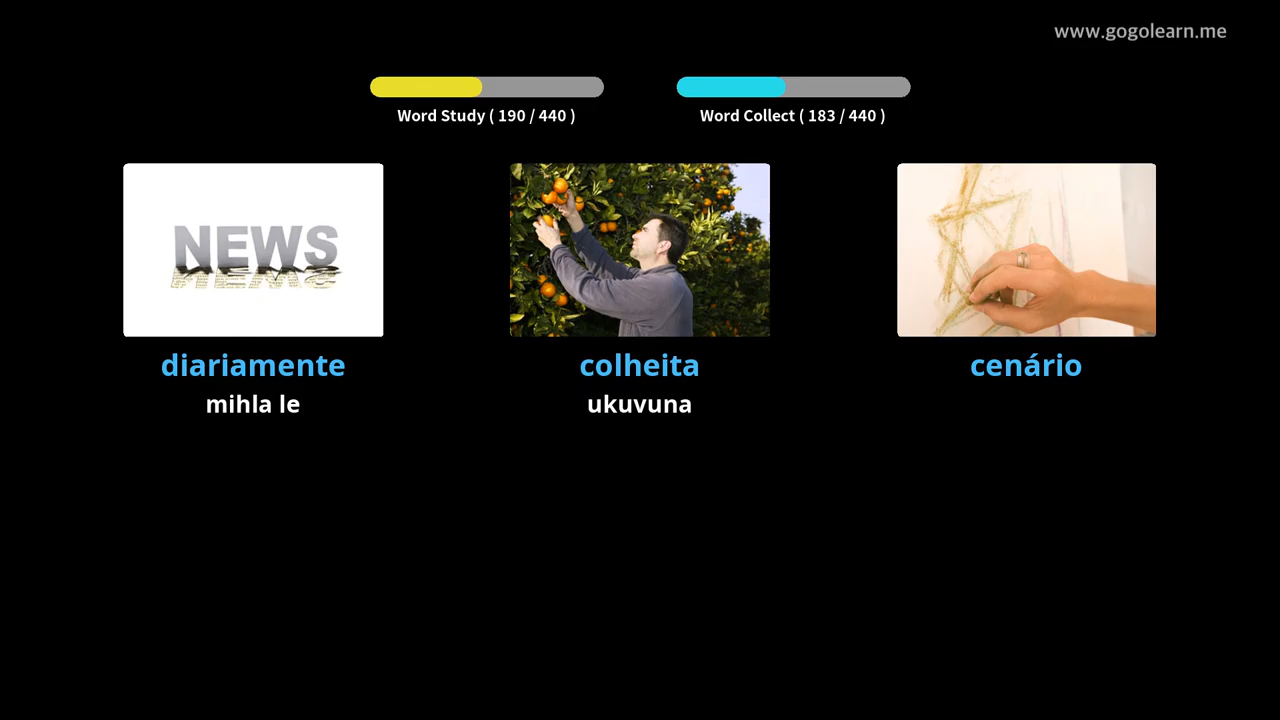 www.gogolearn.me
Word Study ( 190 / 440 )
Word Collect ( 183 / 440 )
NEWS
diariamente
mihla le
colheita
ukuvuna
cenário